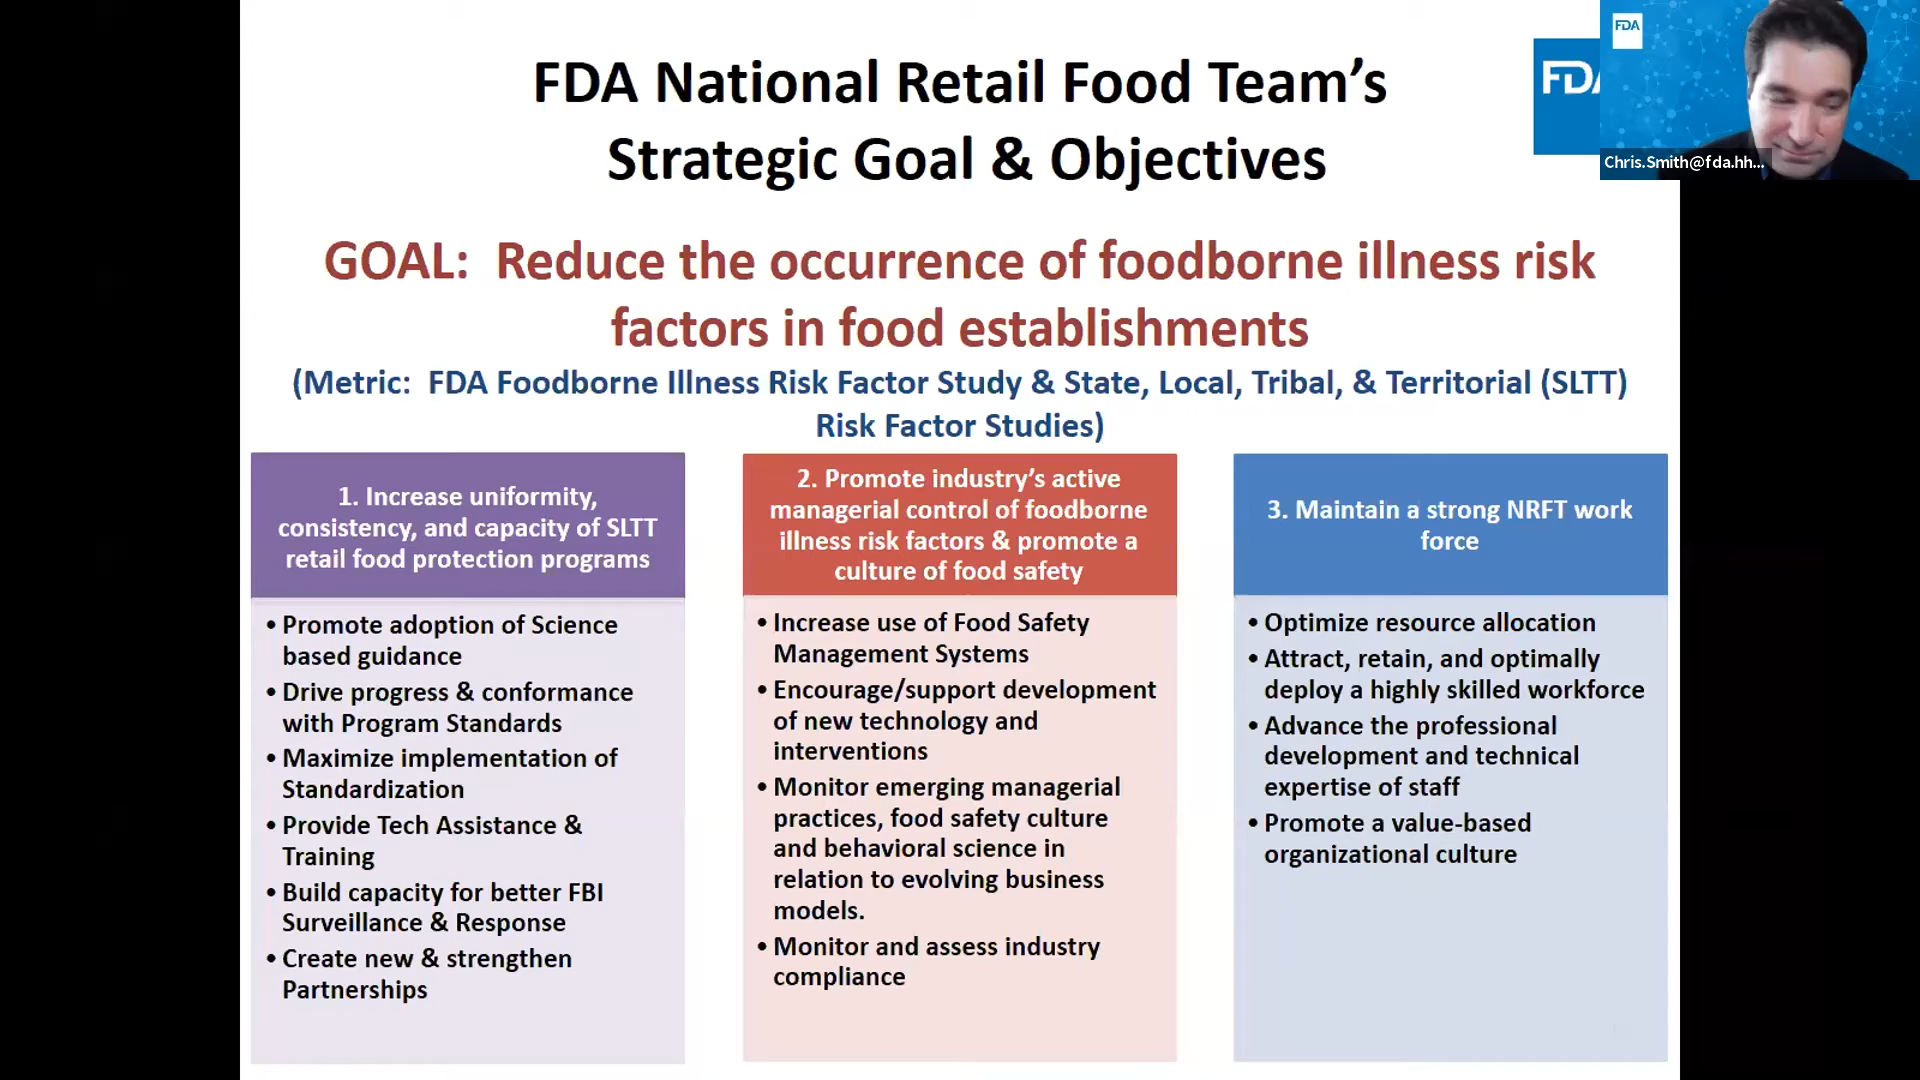 FDA National Retail Food Team's
Strategic Goal & Objectives
FDA
FDA
Chris.Smith@fda.hh...
GOAL: Reduce the occurrence of foodborne illness risk
factors in food establishments
(Metric: FDA Foodborne Illness Risk Factor Study & State, Local, Tribal, & Territorial (SLTT)
Risk Factor Studies)
1. Increase uniformity,
consistency, and capacity of SLTT
retail food protection programs
• Promote adoption of Science
based guidance
• Drive progress & conformance
with Program Standards
• Maximize implementation of
Standardization
• Provide Tech Assistance &
Training
• Build capacity for better FBI
Surveillance & Response
• Create new & strengthen
Partnerships
2. Promote industry's active
managerial control of foodborne
illness risk factors & promote a
culture of food safety
• Increase use of Food Safety
Management Systems
• Encourage/support development
of new technology and
interventions
• Monitor emerging managerial
practices, food safety culture
and behavioral science in
relation to evolving business
models.
• Monitor and assess industry
compliance
3. Maintain a strong NRFT work
force
• Optimize resource allocation
• Attract, retain, and optimally
deploy a highly skilled workforce
• Advance the professional
development and technical
expertise of staff
• Promote a value-based
organizational culture